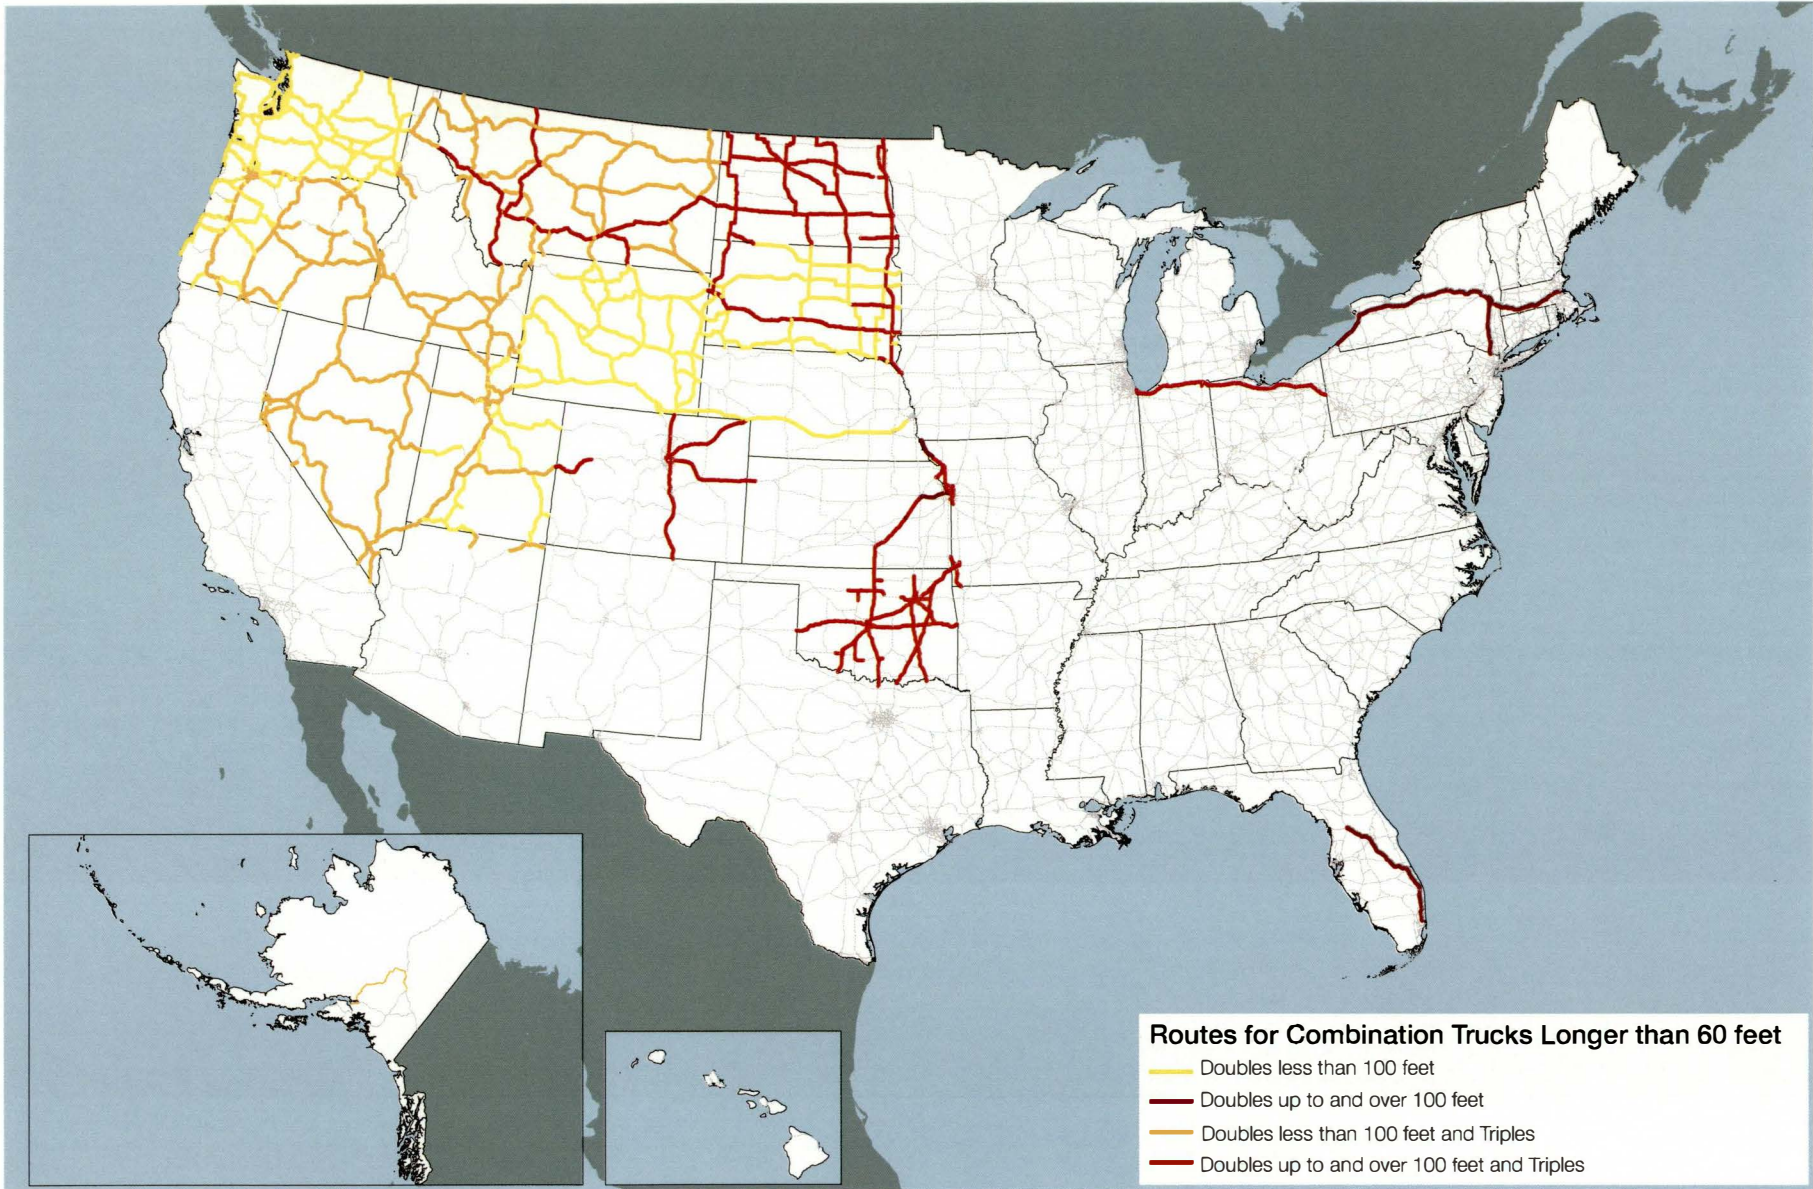 Routes for Combination Trucks Longer than 60 feet
Doubles less than 100 feet
Doubles up to and over 100 feet
Doubles less than 100 feet and Triples
Doubles up to and over 100 feet and Triples